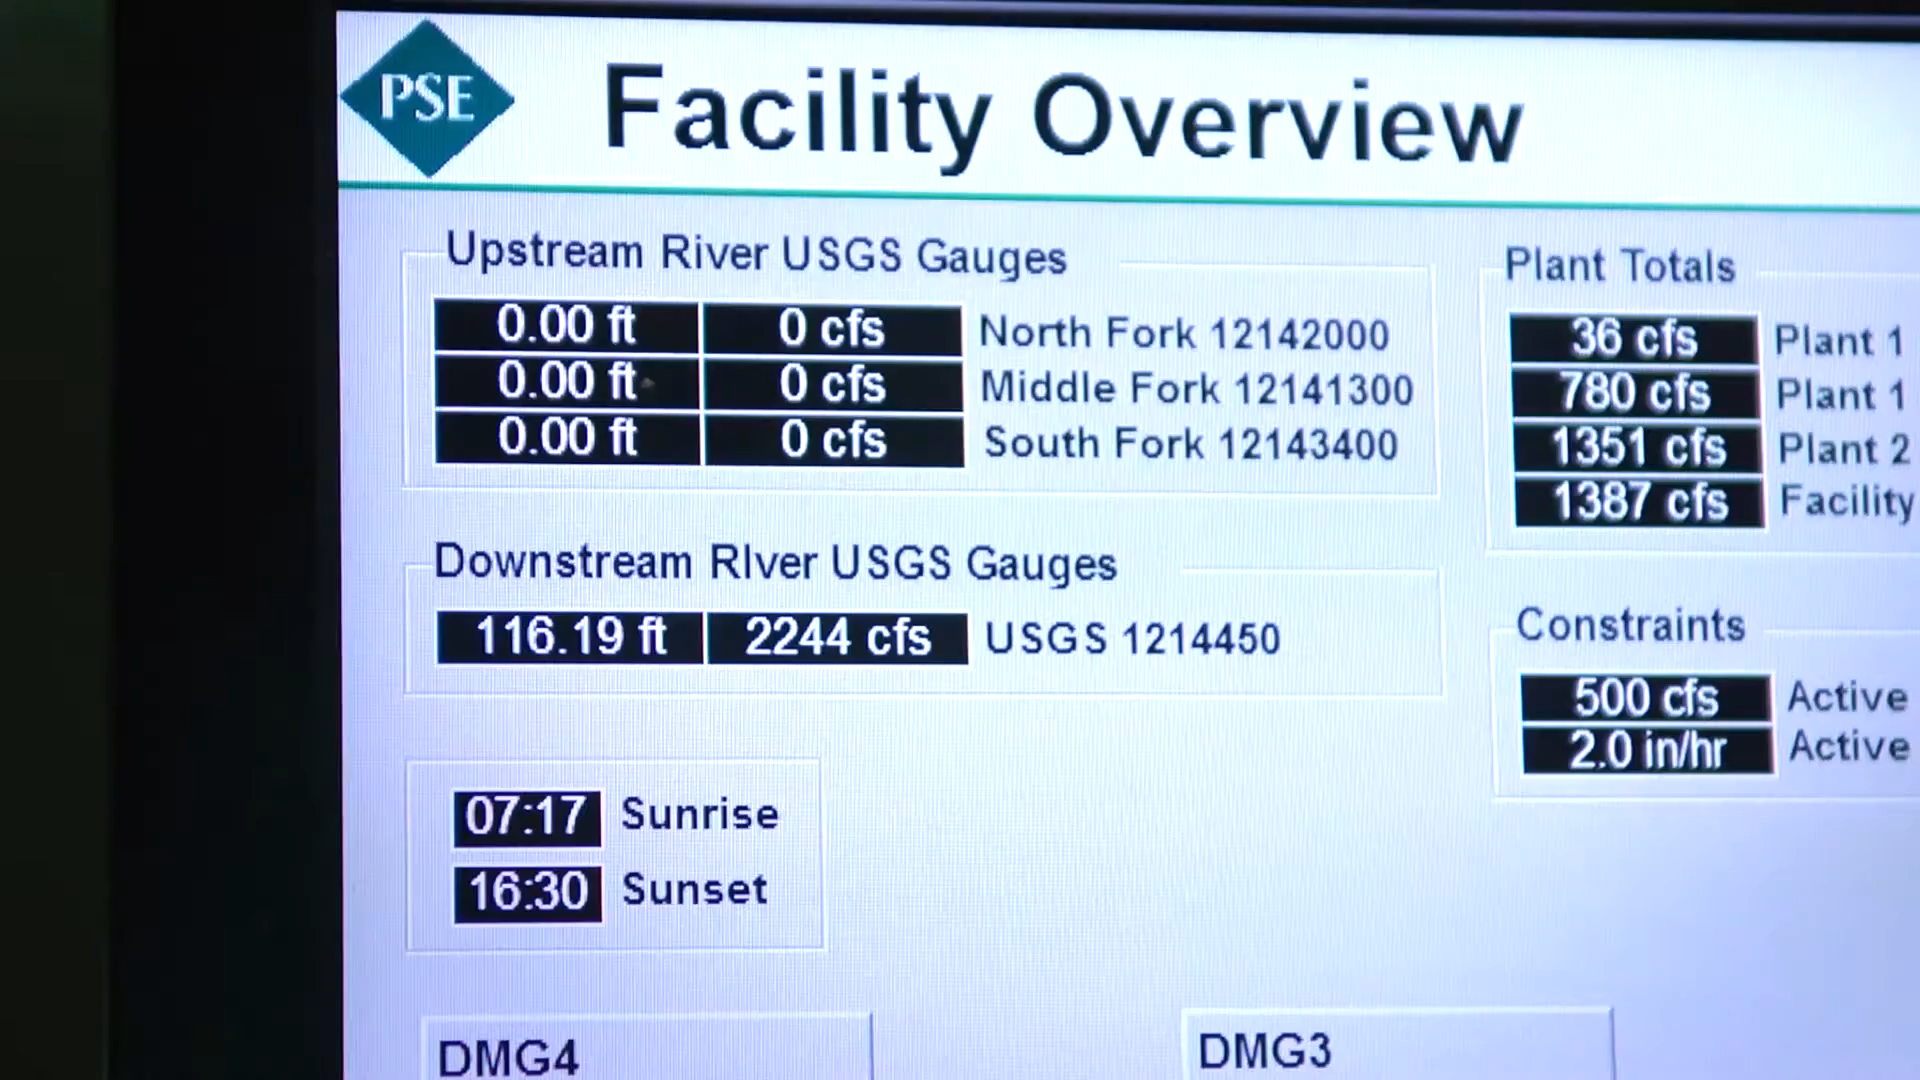 PSE
Facility Overview
Upstream River USGS Gauges
0.00 ft 0 cfs North Fork 12142000
0.00 ft 0 cfs Middle Fork 12141300
0.00 ft 0 cfs South Fork 12143400
Downstream RIver USGS Gauges
116.19 ft 2244 cfs USGS 1214450
07:17 Sunrise
16:30 Sunset
Plant Totals
36 cfs Plant 1
780 cfs Plant 1
1351 cfs Plant 2
1387 cfs Facility
Constraints
500 cfs Active
2.0 in/hr Active
DMG4
DMG3